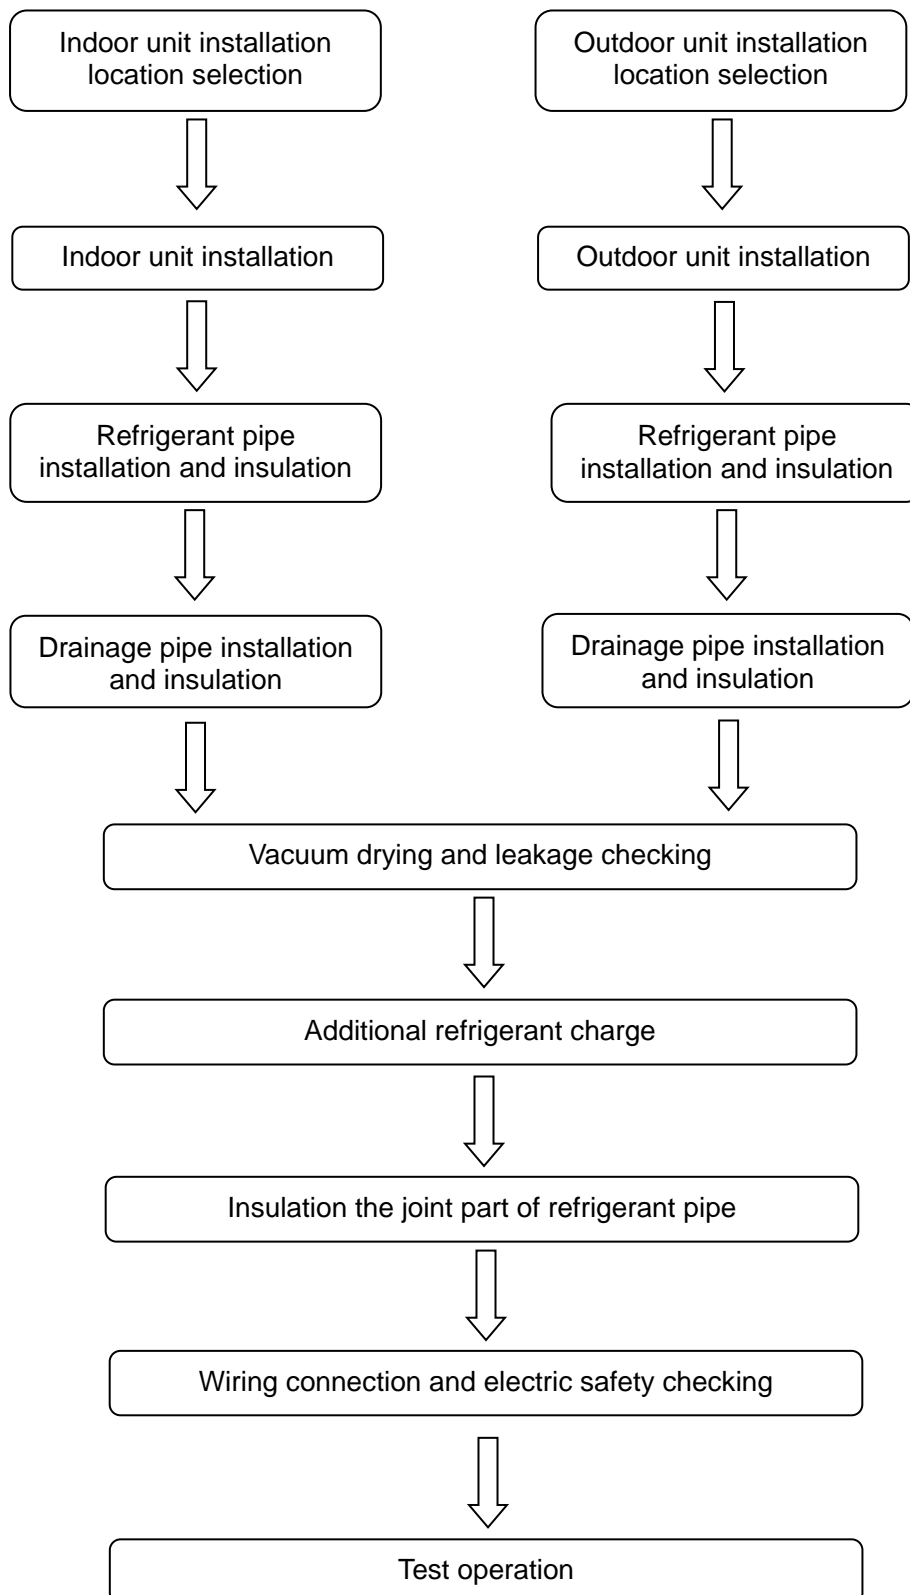 Indoor unit installation
location selection
Outdoor unit installation
location selection
Indoor unit installation
Outdoor unit installation
Refrigerant pipe
installation and insulation
Refrigerant pipe
installation and insulation
Drainage pipe installation
and insulation
Drainage pipe installation
and insulation
Vacuum drying and leakage checking
Additional refrigerant charge
Insulation the joint part of refrigerant pipe
Wiring connection and electric safety checking
Test operation